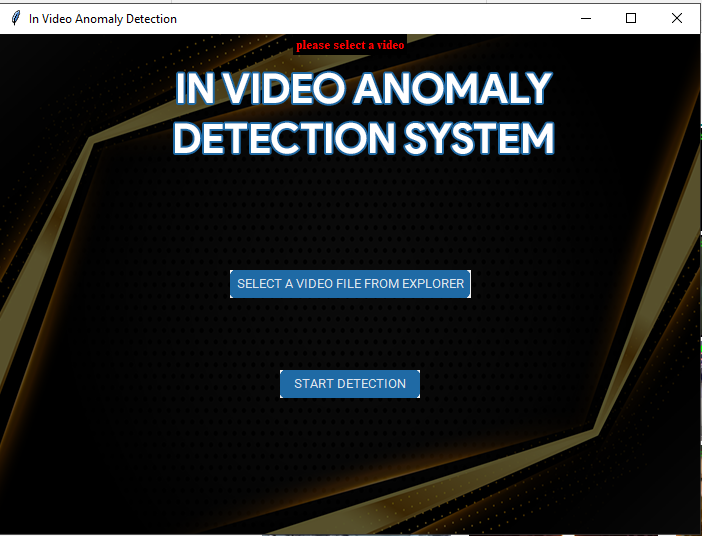 In Video Anomaly Detection
please select a video
IN VIDEO ANOMALY
DETECTION SYSTEM
SELECT A VIDEO FILE FROM EXPLORER
START DETECTION